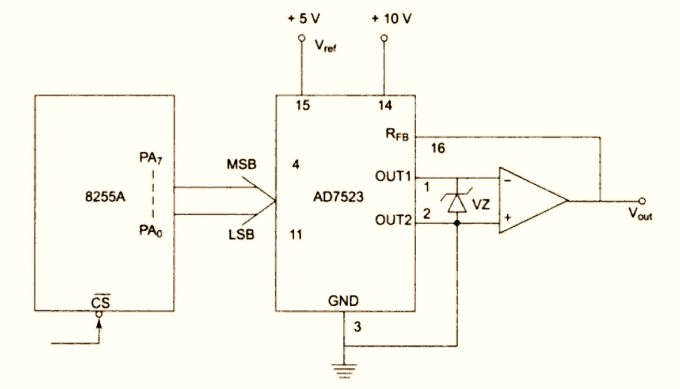 + 5 V
+ 10 V
Vref
15
14
RFB
16
PA7
MSB
4
OUT1
1
8255A
AD7523
VZ
−
+
Vout
PA0
LSB
11
OUT2
2
CS
GND
3